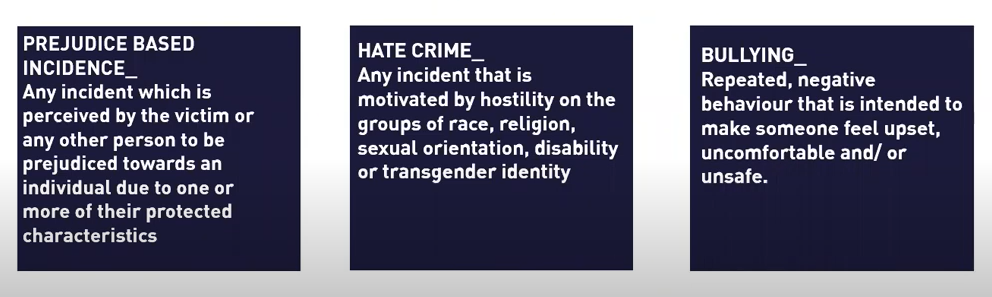 PREJUDICE BASED
INCIDENCE_
Any incident which is
perceived by the victim or
any other person to be
prejudiced towards an
individual due to one or
more of their protected
characteristics
HATE CRIME_
Any incident that is
motivated by hostility on the
groups of race, religion,
sexual orientation, disability
or transgender identity
BULLYING_
Repeated, negative
behaviour that is intended to
make someone feel upset,
uncomfortable and/ or
unsafe.